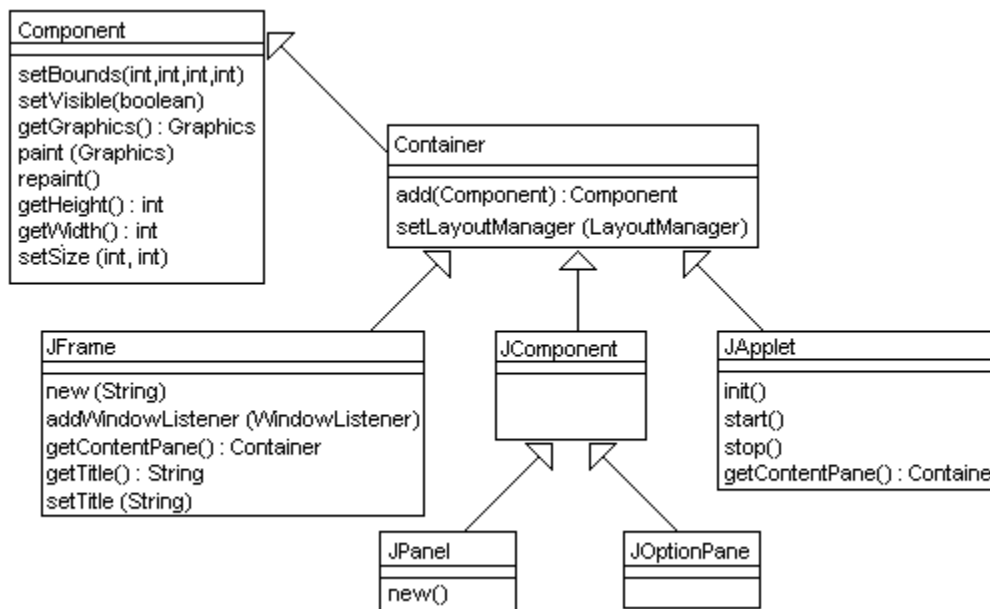 Component
setBounds(int,int,int,int)
setVisible(boolean)
getGraphics() : Graphics
paint (Graphics)
repaint()
getHeight() : int
getWidth() : int
setSize (int, int)
Container
add(Component) : Component
setLayoutManager (LayoutManager)
JFrame
new (String)
addWindowListener (WindowListener)
getContentPane() : Container
getTitle() : String
setTitle (String)
JComponent
JApplet
init()
start()
stop()
getContentPane() : Containe
JPanel
new()
JOptionPane